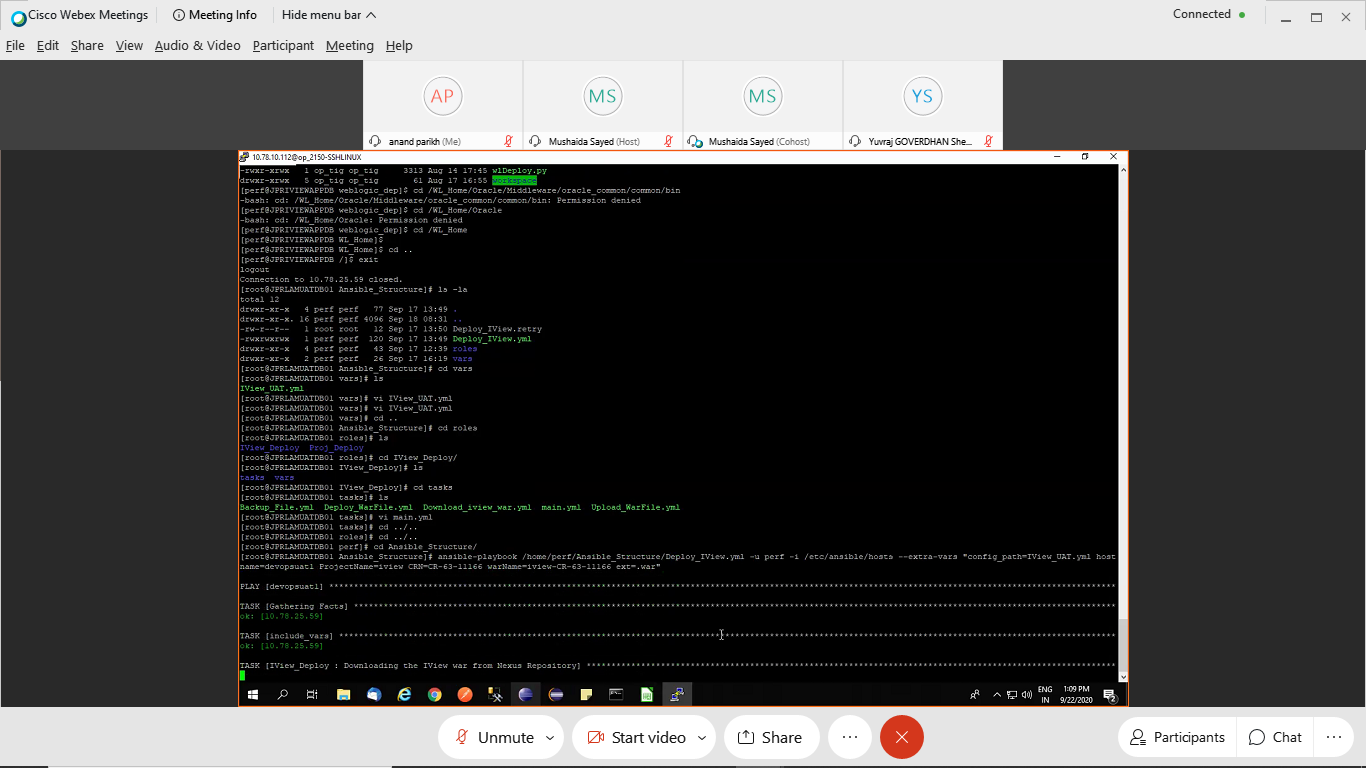 Cisco Webex Meetings
Meeting Info
Hide menu bar
Connected
File Edit Share View Audio & Video Participant Meeting Help
AP
MS
MS
YS
anand parikh (Me)
Mushaida Sayed (Host)
Mushaida Sayed (Cohost)
Yuvraj GOVERDHAN She...
10.78.10.112@op_2150-SSHLINUX
-rwxr-xrwx 1 op_tig op_tig 3313 Aug 14 17:45 wlDeploy.py
drwxr-xrwx 5 op_tig op_tig 61 Aug 17 16:55 workspace
[perf@JPRIVIEWAPPDB weblogic_dep]$ cd /WL_Home/Oracle/Middleware/oracle_common/common/bin
-bash: cd: /WL_Home/Oracle/Middleware/oracle_common/common/bin: Permission denied
[perf@JPRIVIEWAPPDB weblogic_dep]$ cd /WL_Home/Oracle
-bash: cd: /WL_Home/Oracle: Permission denied
[perf@JPRIVIEWAPPDB weblogic_dep]$ cd /WL_Home
[perf@JPRIVIEWAPPDB WL_Home]$
[perf@JPRIVIEWAPPDB WL_Home]$ cd ..
[perf@JPRIVIEWAPPDB /]$ exit
logout
Connection to 10.78.25.59 closed.
[root@JPRLAMUATDB01 Ansible_Structure]# ls -la
total 12
drwxr-xr-x 4 perf perf 77 Sep 17 13:49 .
drwxr-xr-x. 16 perf perf 4096 Sep 18 08:31 ..
-rw-r--r-- 1 root root 12 Sep 17 13:50 Deploy_IView.retry
-rwxrwxrwx 1 perf perf 120 Sep 17 13:49 Deploy_IView.yml
drwxr-xr-x 4 perf perf 43 Sep 17 12:39 roles
drwxr-xr-x 2 perf perf 26 Sep 17 16:19 vars
[root@JPRLAMUATDB01 Ansible_Structure]# cd vars
[root@JPRLAMUATDB01 vars]# ls
IView_UAT.yml
[root@JPRLAMUATDB01 vars]# vi IView_UAT.yml
[root@JPRLAMUATDB01 vars]# vi IView_UAT.yml
[root@JPRLAMUATDB01 vars]# cd ..
[root@JPRLAMUATDB01 Ansible_Structure]# cd roles
[root@JPRLAMUATDB01 roles]# ls
IView_Deploy Proj_Deploy
[root@JPRLAMUATDB01 roles]# cd IView_Deploy/
[root@JPRLAMUATDB01 IView_Deploy]# ls
tasks vars
[root@JPRLAMUATDB01 IView_Deploy]# cd tasks
[root@JPRLAMUATDB01 tasks]# ls
Backup_File.yml Deploy_WarFile.yml Download_iview_war.yml main.yml Upload_WarFile.yml
[root@JPRLAMUATDB01 tasks]# vi main.yml
[root@JPRLAMUATDB01 tasks]# cd ../..
[root@JPRLAMUATDB01 roles]# cd ../..
[root@JPRLAMUATDB01 perf]# cd Ansible_Structure/
[root@JPRLAMUATDB01 Ansible_Structure]# ansible-playbook /home/perf/Ansible_Structure/Deploy_IView.yml -u perf -i /etc/ansible/hosts --extra-vars "config_path=IView_UAT.yml host
name=devopsuat1 ProjectName=iview CRN=CR-63-11166 warName=iview-CR-63-11166 ext=.war"
PLAY [devopsuat1]
TASK [Gathering Facts]
ok: [10.78.25.59]
TASK [include_vars]
ok: [10.78.25.59]
TASK [IView_Deploy : Downloading the IView war from Nexus Repository]
ENG
IN
1:09 PM
9/22/2020
2
Unmute
Start video
Share
Participants
Chat